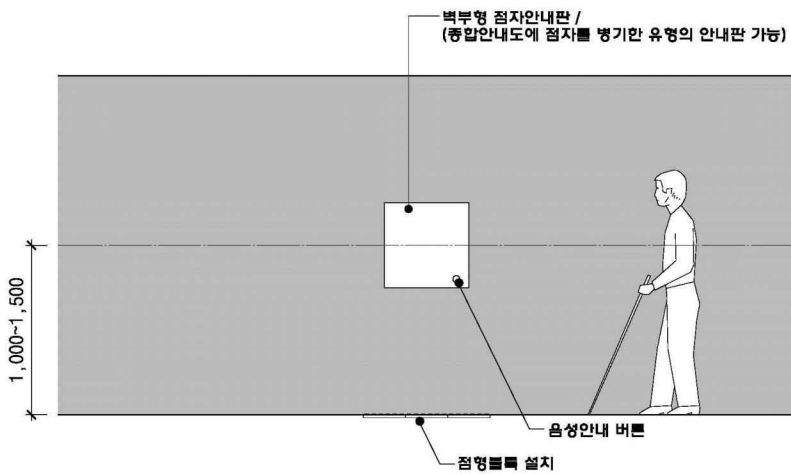 벽부형 점자안내판 /
(종합안내도에 점자를 병기한 유형의 안내판 가능)
1,000~1,500
음성안내 버튼
점형블록 설치